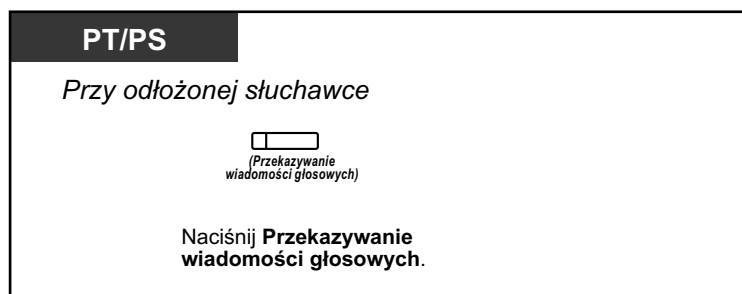 PT/PS
Przy odłożonej słuchawce
(Przekazywanie
wiadomości głosowych)
Naciśnij Przekazywanie
wiadomości głosowych.